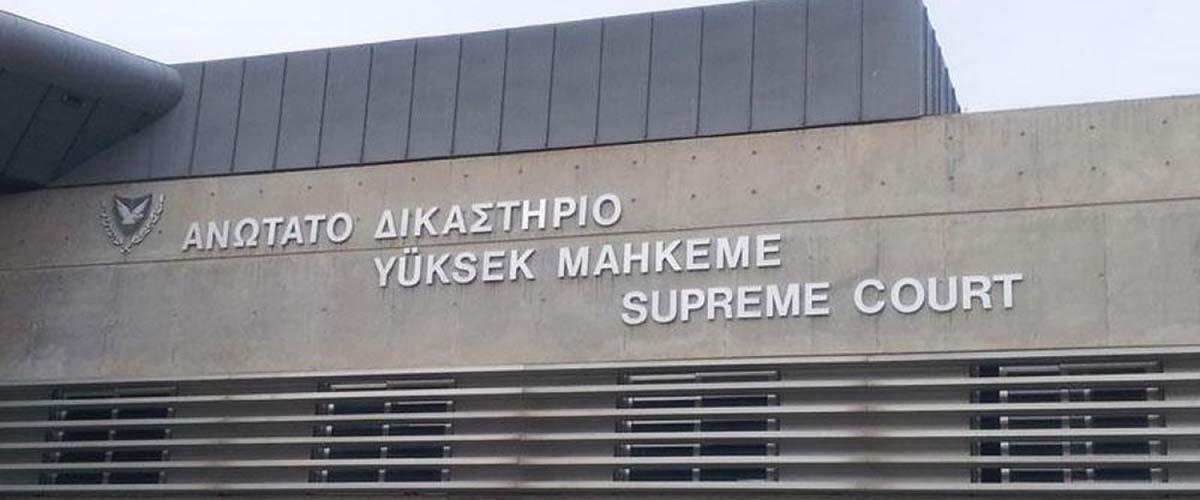 ΑΝΩΤΑΤΟ ΔΙΚΑΣΤΗΡΙΟ
YÜKSEK MAHKEME
SUPREME COURT